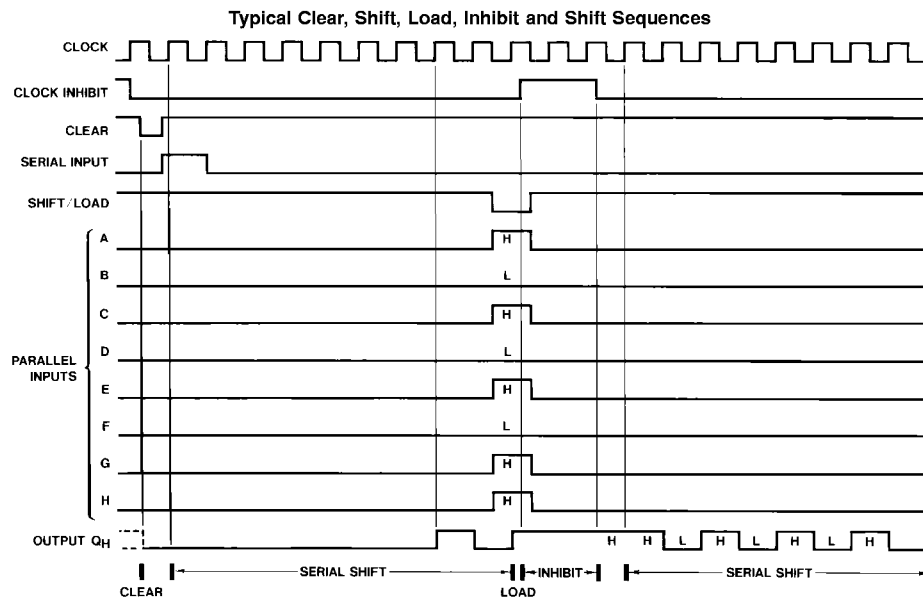 Typical Clear, Shift, Load, Inhibit and Shift Sequences
CLOCK
CLOCK INHIBIT
CLEAR
SERIAL INPUT
SHIFT/LOAD
A H
B L
C H
D L
PARALLEL
INPUTS
E H
F L
G H
H H
OUTPUT QH H H L H L H L H
SERIAL SHIFT INHIBIT SERIAL SHIFT
CLEAR LOAD